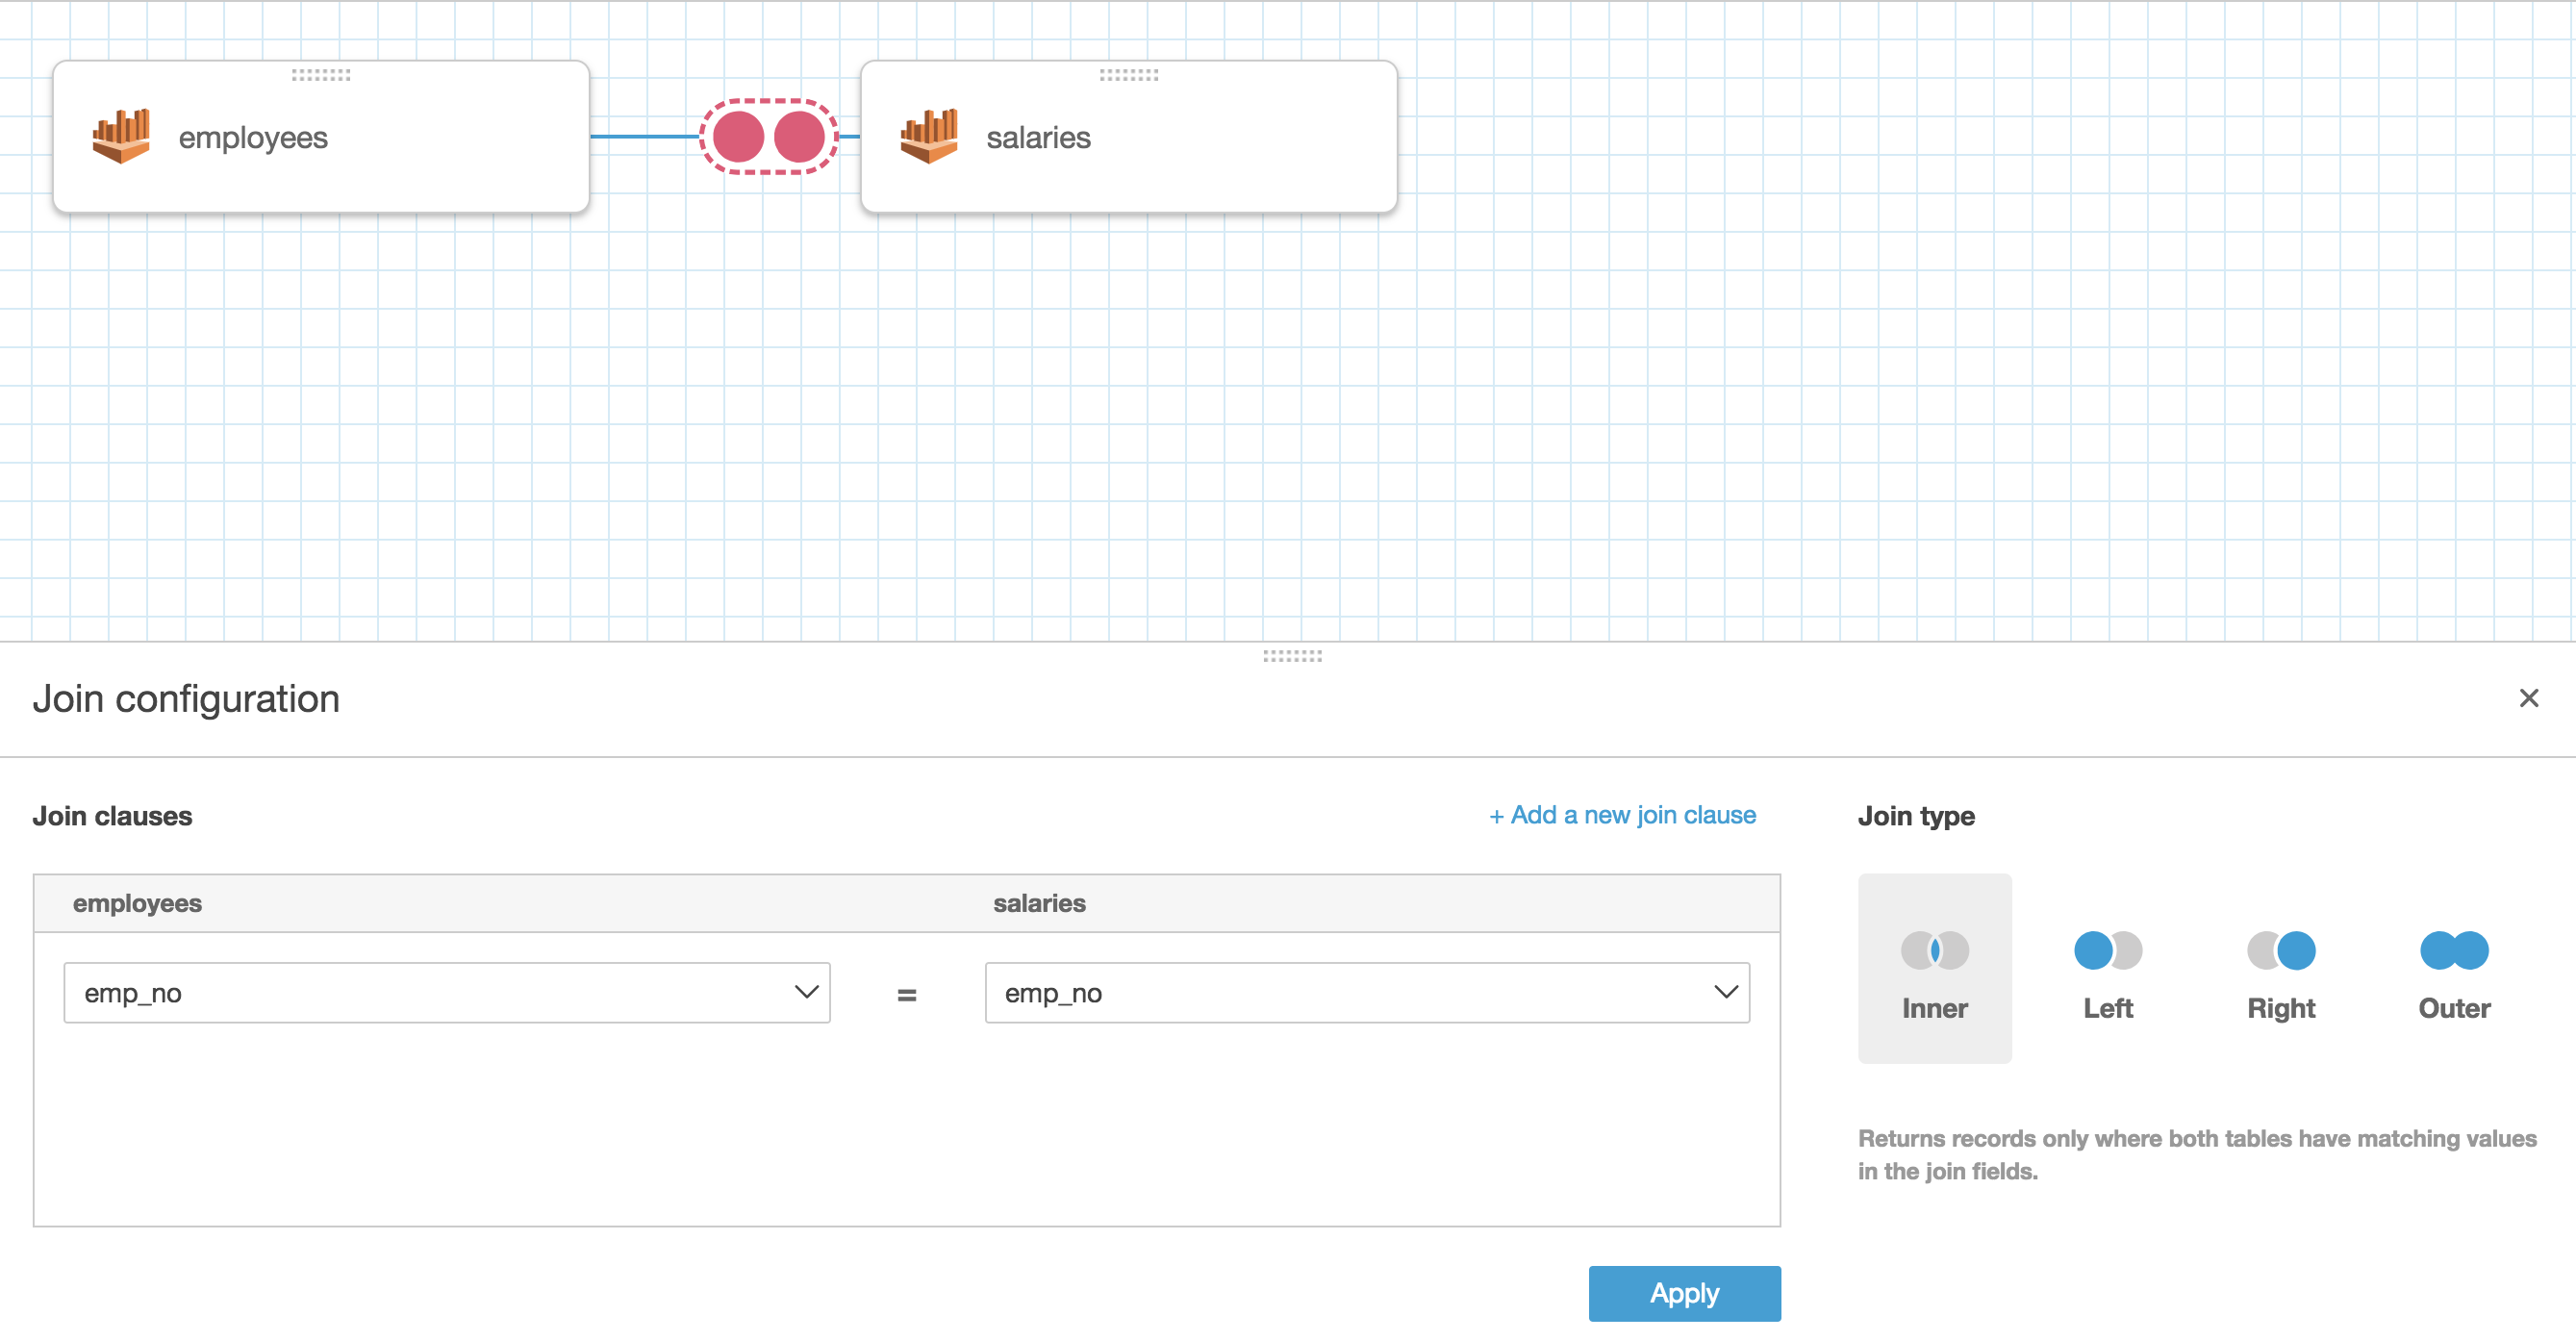 employees
salaries
Join configuration
Join clauses
+ Add a new join clause
employees
salaries
emp_no
=
emp_no
Apply
Join type
Inner
Left
Right
Outer
Returns records only where both tables have matching values
in the join fields.